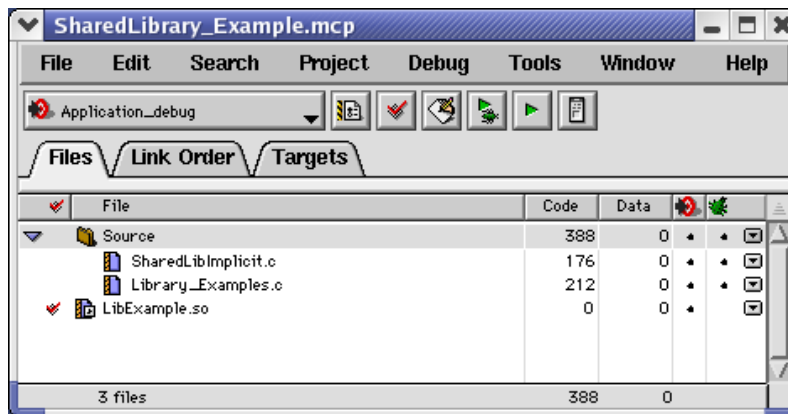 SharedLibrary_Example.mcp
File Edit Search Project Debug Tools Window Help
Application_debug
Files Link Order Targets
File Code Data
Source 388 0
SharedLibImplicit.c 176 0
Library_Examples.c 212 0
LibExample.so 0 0
3 files 388 0